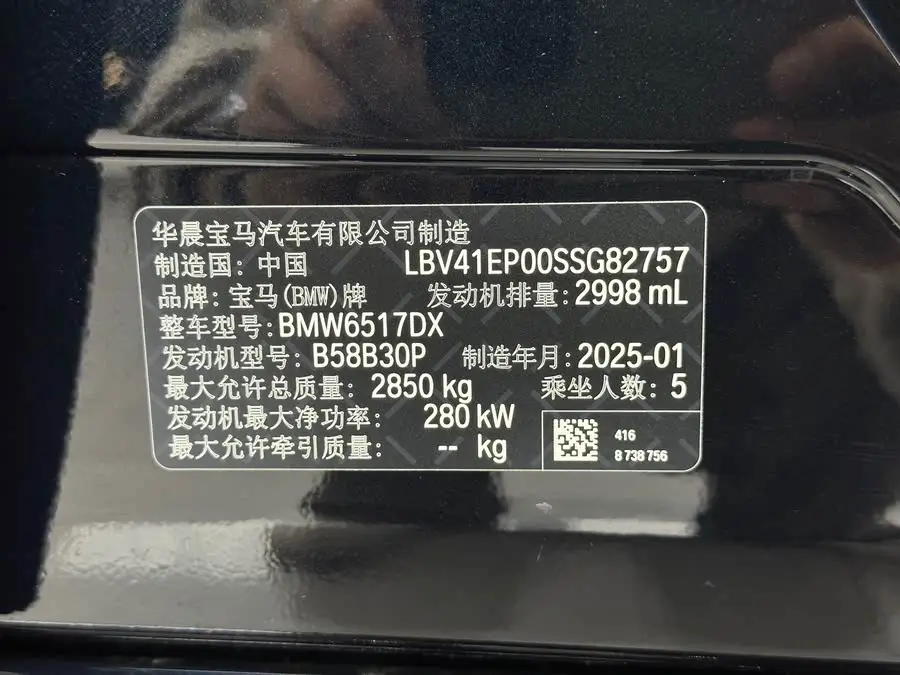 华晨宝马汽车有限公司制造
制造国: 中国 LBV41EP00SSG82757
品牌: 宝马(BMW)牌 发动机排量: 2998 mL
整车型号: BMW6517DX
发动机型号: B58B30P 制造年月: 2025-01
最大允许总质量: 2850 kg 乘坐人数: 5
发动机最大净功率: 280 kW
最大允许牵引质量: -- kg
416
8 738 756